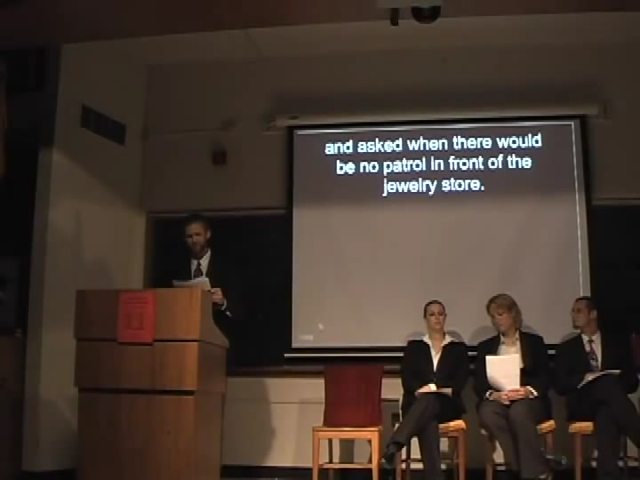 and asked when there would
be no patrol in front of the
jewelry store.